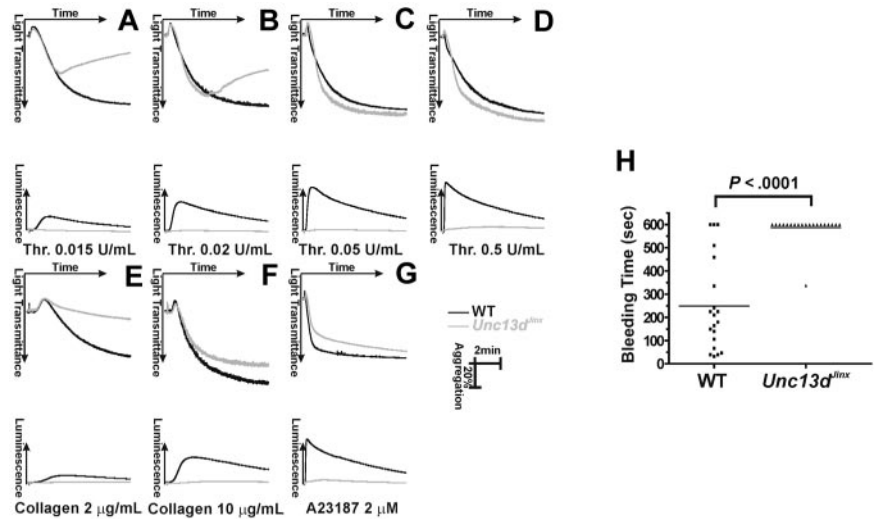 Time
A
Light Transmittance
Time
B
Light Transmittance
Time
C
Light Transmittance
Time
D
Light Transmittance
Luminescence
Thr. 0.015 U/mL
Luminescence
Thr. 0.02 U/mL
Luminescence
Thr. 0.05 U/mL
Luminescence
Thr. 0.5 U/mL
Time
E
Light Transmittance
Time
F
Light Transmittance
Time
G
Light Transmittance
WT
Unc13d^Jinx
2min
20%
Aggregation
Luminescence
Collagen 2 µg/mL
Luminescence
Collagen 10 µg/mL
Luminescence
A23187 2 µM
H
P < .0001
Bleeding Time (sec)
600
500
400
300
200
100
0
WT
Unc13d^Jinx